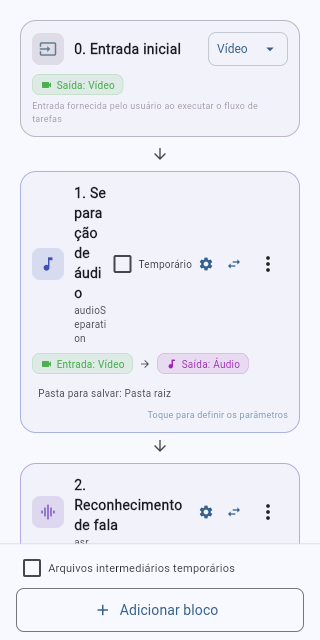 0. Entrada inicial
Vídeo
Saída: Vídeo
Entrada fornecida pelo usuário ao executar o fluxo de
tarefas
1. Se
para
ção
de
áudi
o
audioS
eparati
on
Temporário
Entrada: Vídeo
Saída: Áudio
Pasta para salvar: Pasta raiz
Toque para definir os parâmetros
2.
Reconhecimento
de fala
asr
Arquivos intermediários temporários
Adicionar bloco